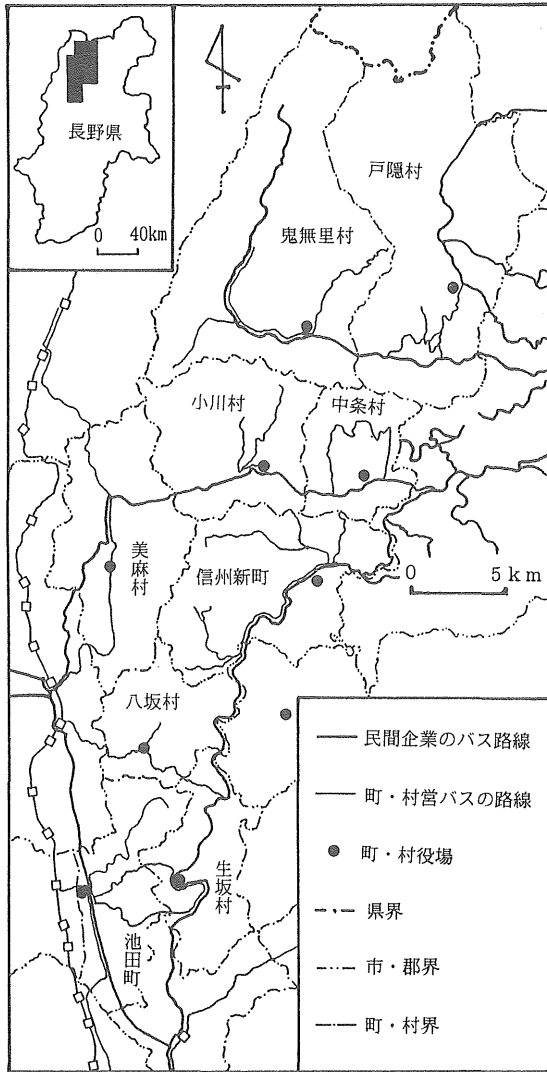 長野県
0 40km
戸隠村
鬼無里村
小川村
中条村
美麻村
信州新町
0 5km
八坂村
生坂村
池田町
民間企業のバス路線
町・村営バスの路線
町・村役場
県界
市・郡界
町・村界